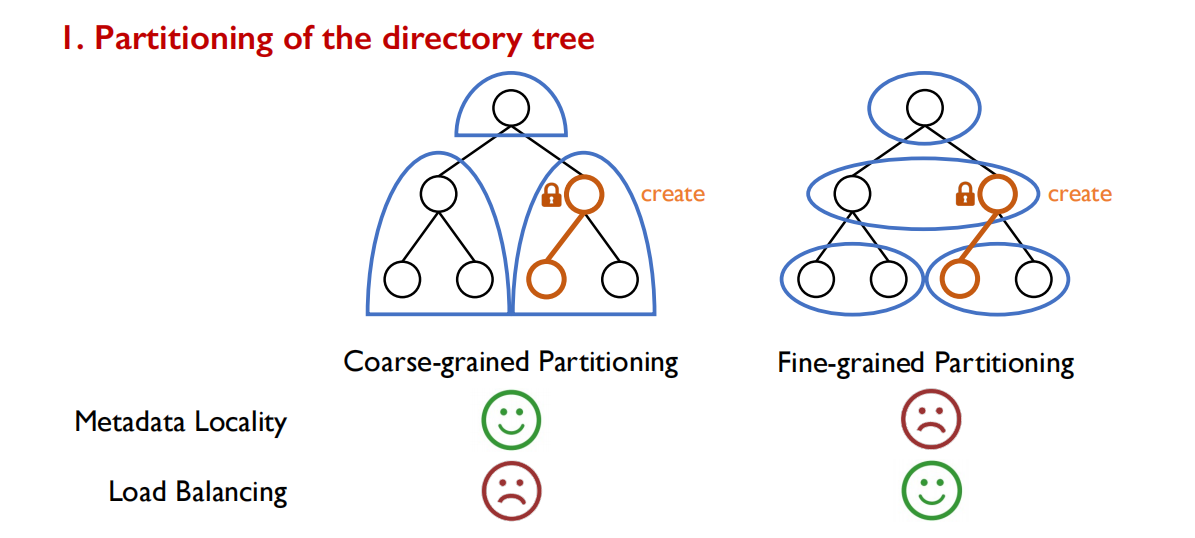 1. Partitioning of the directory tree
create
create
Coarse-grained Partitioning
Fine-grained Partitioning
Metadata Locality
Load Balancing